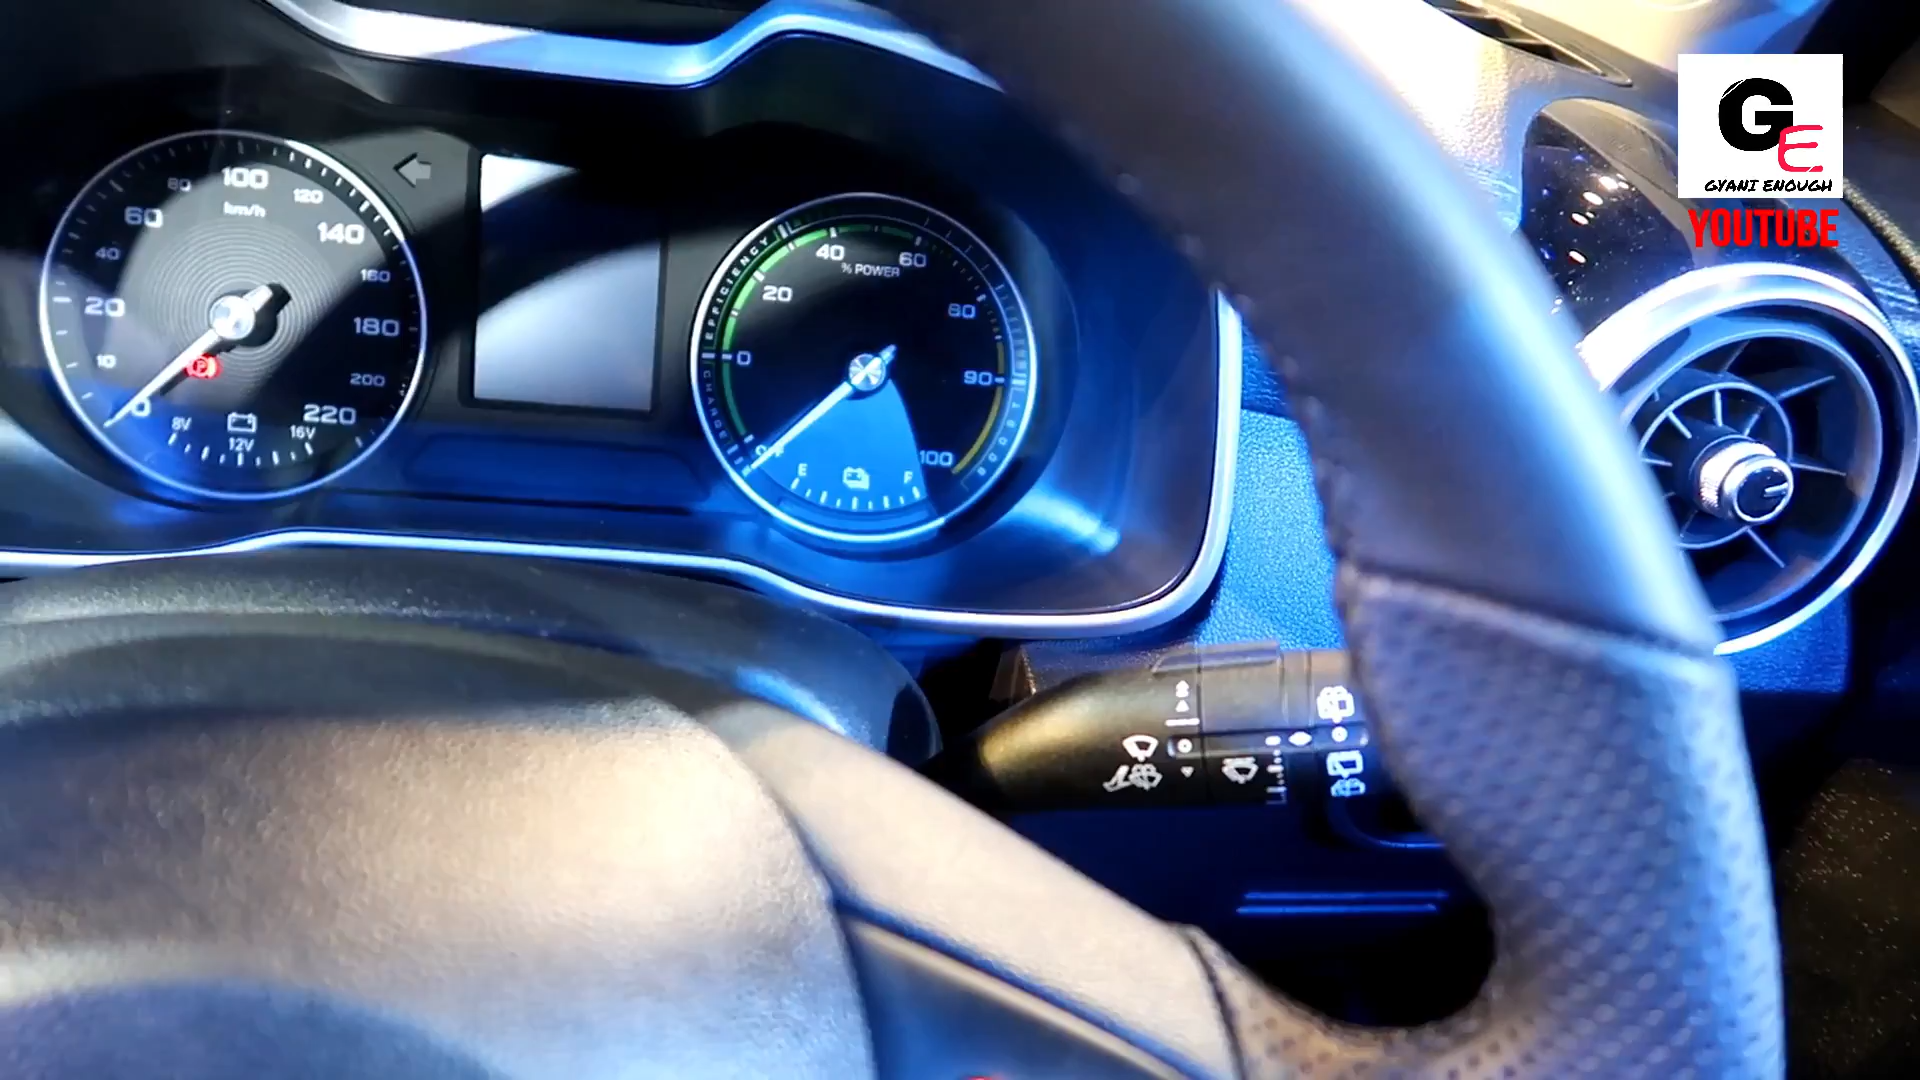 GE
GYANI ENOUGH
YOUTUBE
0
10
20
40
60
80
100
120
140
160
180
200
220
km/h
P
8V
12V
16V
CHARGE
EFFICIENCY
BOOST
OFF
0
20
40
60
80
90
100
% POWER
E
F